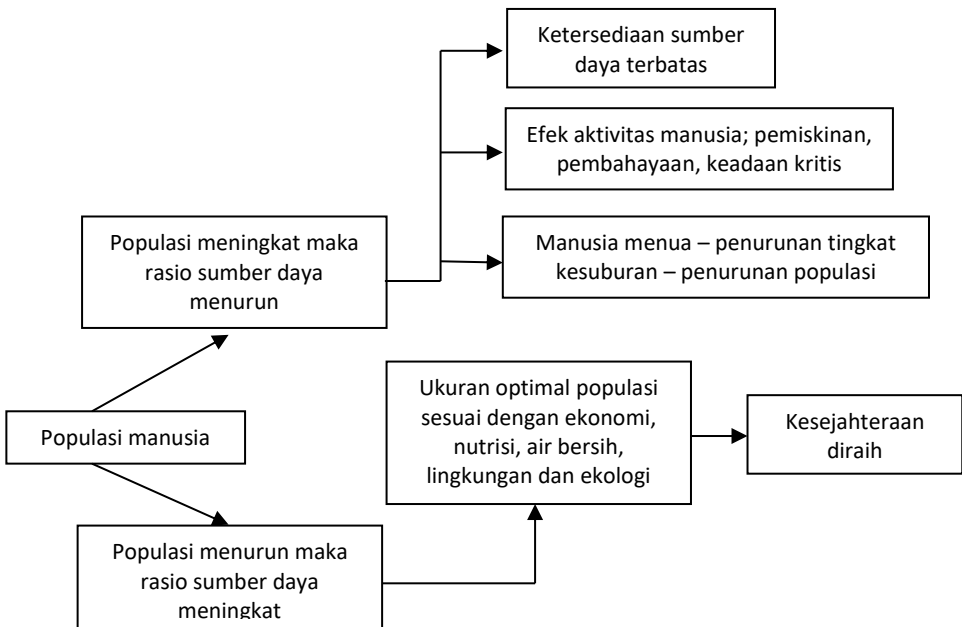 Ketersediaan sumber
daya terbatas
Efek aktivitas manusia; pemiskinan,
pembahayaan, keadaan kritis
Populasi meningkat maka
rasio sumber daya
menurun
Manusia menua – penurunan tingkat
kesuburan – penurunan populasi
Populasi manusia
Ukuran optimal populasi
sesuai dengan ekonomi,
nutrisi, air bersih,
lingkungan dan ekologi
Kesejahteraan
diraih
Populasi menurun maka
rasio sumber daya
meningkat